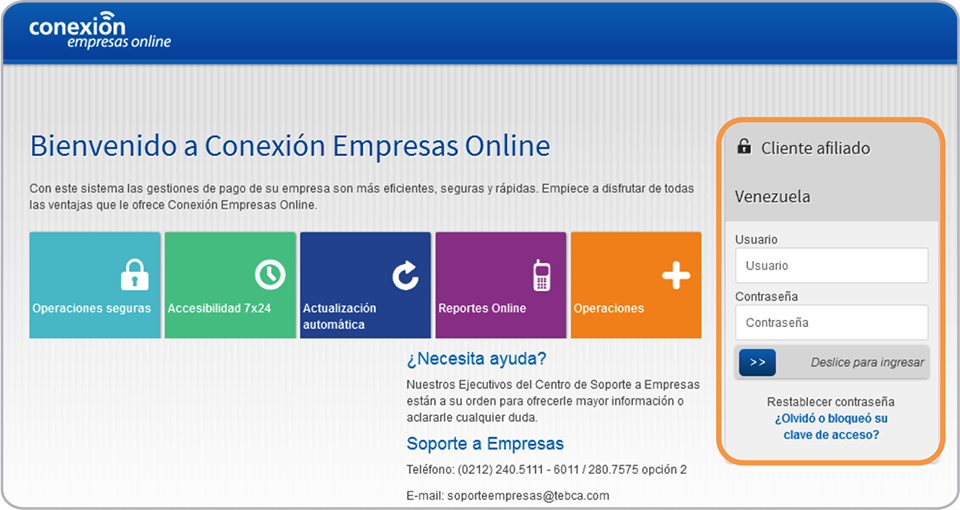 conexión
empresas online
Bienvenido a Conexión Empresas Online
Con este sistema las gestiones de pago de su empresa son más eficientes, seguras y rápidas. Empiece a disfrutar de todas
las ventajas que le ofrece Conexión Empresas Online.
Operaciones seguras
Accesibilidad 7x24
Actualización
automática
Reportes Online
Operaciones
¿Necesita ayuda?
Nuestros Ejecutivos del Centro de Soporte a Empresas
están a su orden para ofrecerle mayor información o
aclararle cualquier duda.
Soporte a Empresas
Teléfono: (0212) 240.5111 - 6011 / 280.7575 opción 2
E-mail: soporteempresas@tebca.com
Cliente afiliado
Venezuela
Usuario
Usuario
Contraseña
Contraseña
>> Deslice para ingresar
Restablecer contraseña
¿Olvidó o bloqueó su
clave de acceso?